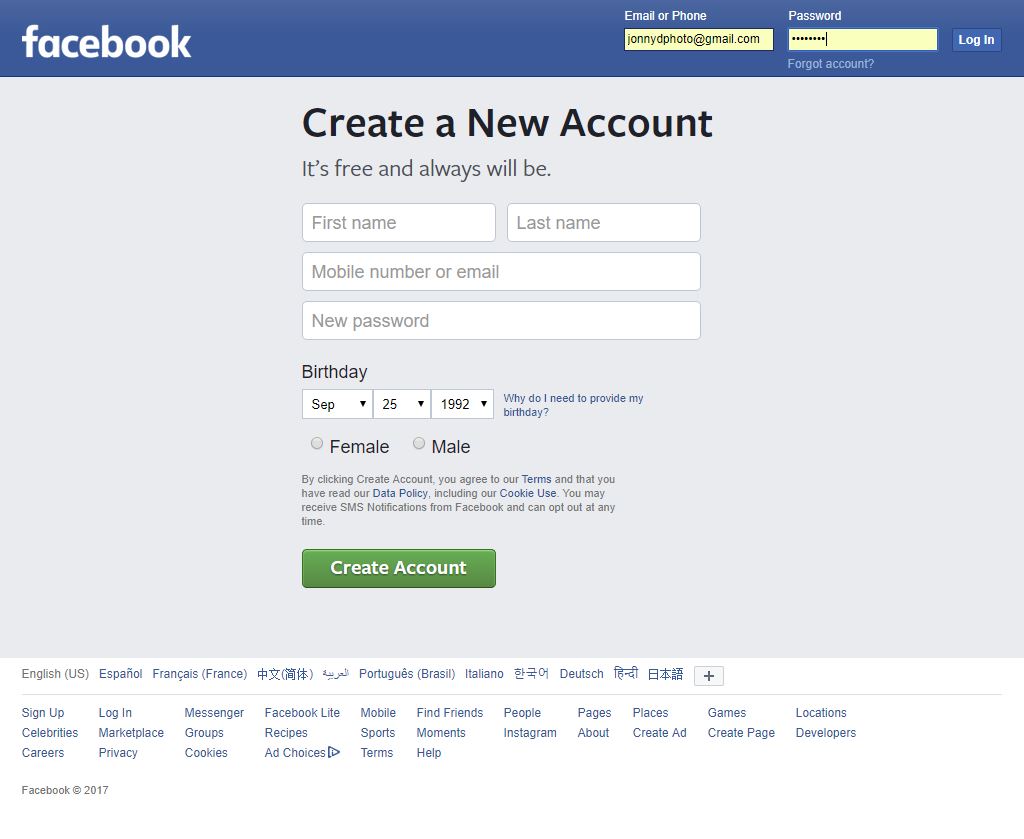 facebook
Email or Phone
Password
jonnydphoto@gmail.com
••••••••
Log In
Forgot account?
Create a New Account
It's free and always will be.
First name
Last name
Mobile number or email
New password
Birthday
Sep
25
1992
Why do I need to provide my
birthday?
Female
Male
By clicking Create Account, you agree to our Terms and that you
have read our Data Policy, including our Cookie Use. You may
receive SMS Notifications from Facebook and can opt out at any
time.
Create Account
English (US) Español Français (France) 中文(简体) العربية Português (Brasil) Italiano 한국어 Deutsch हिन्दी 日本語 +
Sign Up Log In Messenger Facebook Lite Mobile Find Friends People Pages Places Games Locations
Celebrities Marketplace Groups Recipes Sports Moments Instagram About Create Ad Create Page Developers
Careers Privacy Cookies Ad Choices Terms Help
Facebook © 2017